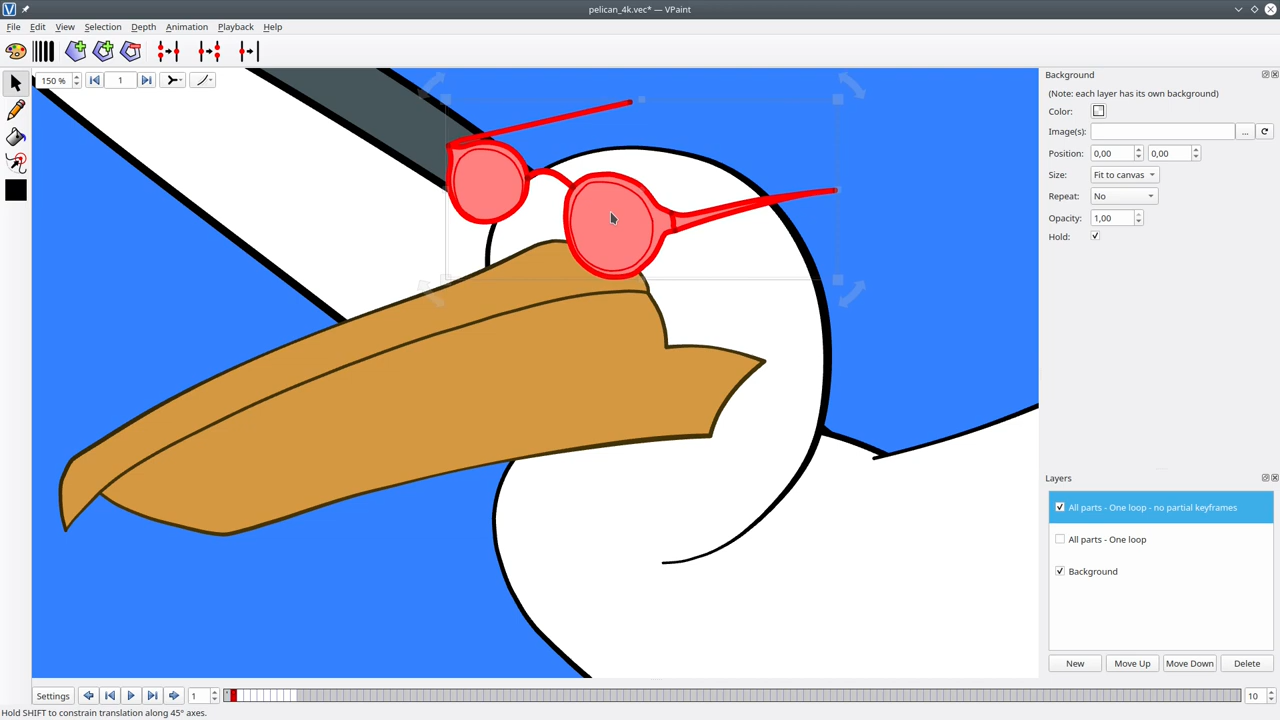 pelican_4k.vec* — VPaint
File Edit View Selection Depth Animation Playback Help
150 % 1
Background
(Note: each layer has its own background)
Color:
Image(s): ...
Position: 0,00 0,00
Size: Fit to canvas
Repeat: No
Opacity: 1,00
Hold:
Layers
All parts - One loop - no partial keyframes
All parts - One loop
Background
New Move Up Move Down Delete
Settings 1 10
Hold SHIFT to constrain translation along 45° axes.